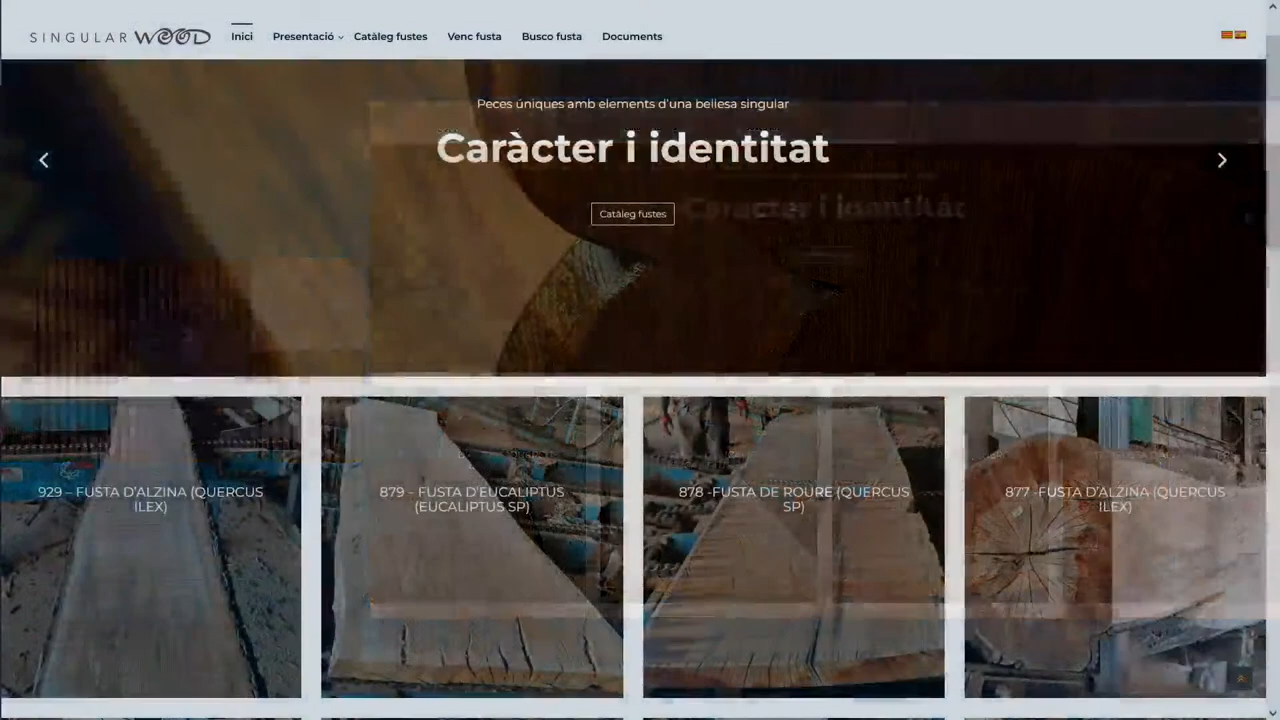 SINGULAR WOOD
Inici
Presentació
Catàleg fustes
Venc fusta
Busco fusta
Documents
Peces úniques amb elements d'una bellesa singular
Caràcter i identitat
Catàleg fustes
Caràcter i identitat
929 – FUSTA D'ALZINA (QUERCUS
ILEX)
879 – FUSTA D'EUCALIPTUS
(EUCALIPTUS SP)
878 -FUSTA DE ROURE (QUERCUS
SP)
877 -FUSTA D'ALZINA (QUERCUS
ILEX)